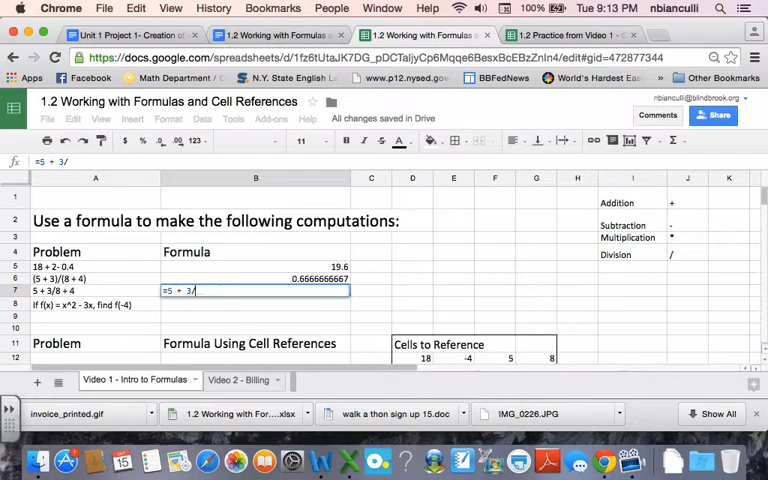 Chrome File Edit View History Bookmarks People Window Help 100% Tue 9:13 PM nbianculli
Unit 1 Project 1- Creation of × 1.2 Working with Formulas a × 1.2 Working with Formulas a × 1.2 Practice from Video 1 - G ×
https://docs.google.com/spreadsheets/d/1fz6tUtaJK7DG_pDCTaIjyCp6Mqqe6FBesxBcEBzZnIn4/edit#gid=472877344
Apps Facebook Math Department / N.Y. State English L www.p12.nysed.gov BBFedNews World's Hardest "E Other Bookmarks
1.2 Working with Formulas and Cell References
nbianculli@blindbrook.org
File Edit View Insert Format Data Tools Add-ons Help All changes saved in Drive
Comments Share
$ % .0 .00 123 11 B I S A
fx =5 + 3/
A B C D E F G H I J K
1 Addition +
2 Use a formula to make the following computations: Subtraction -
3 Multiplication *
4 Problem Formula Division /
5 18 + 2- 0.4 19.6
6 (5 + 3)/(8 + 4) 0.6666666667
7 5 + 3/8 + 4 =5 + 3/
8 If f(x) = x^2 - 3x, find f(-4)
9
10
11 Problem Formula Using Cell References Cells to Reference
12 18 -4 5 8
+ Video 1 - Intro to Formulas Video 2 - Billing
invoice_printed.gif 1.2 Working with For....xlsx walk a thon sign up 15.doc IMG_0226.JPG Show All
15